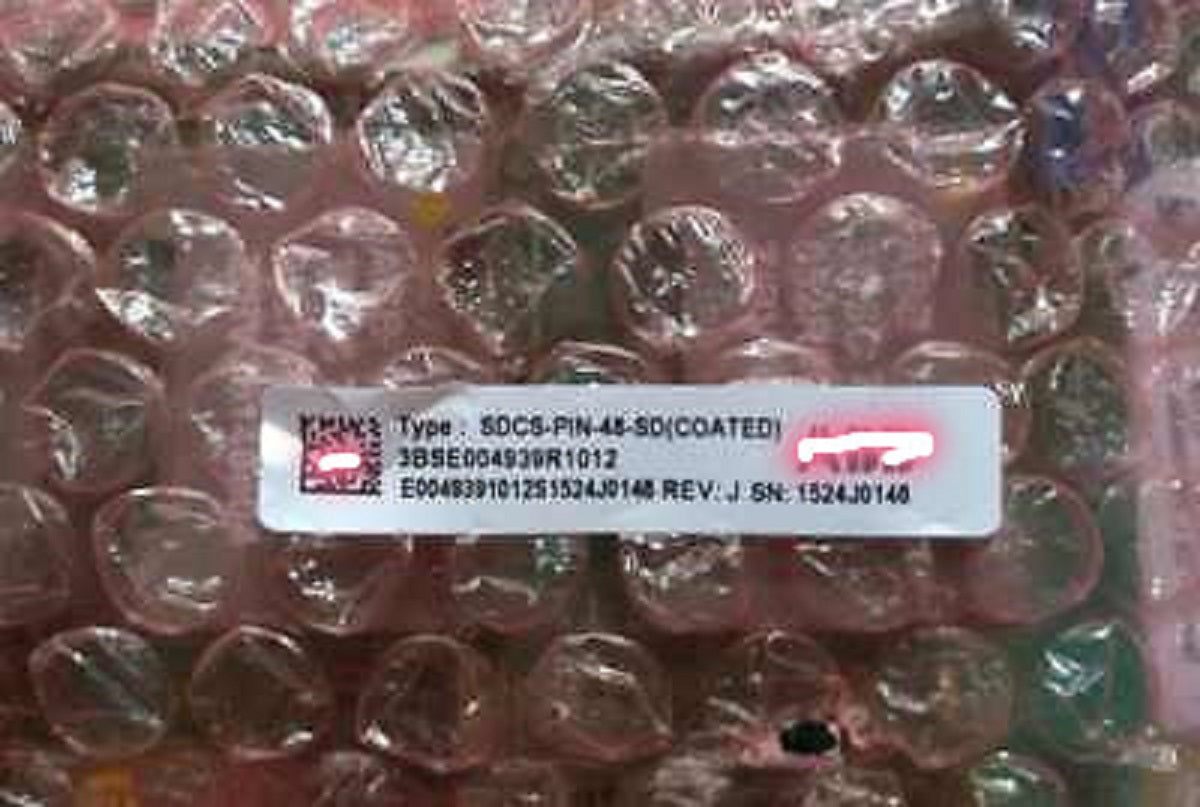 Type : SDCS-PIN-48-SD(COATED)
3BSE004939R1012
E0049391012S1524J0148 REV: J SN: 1524J0148